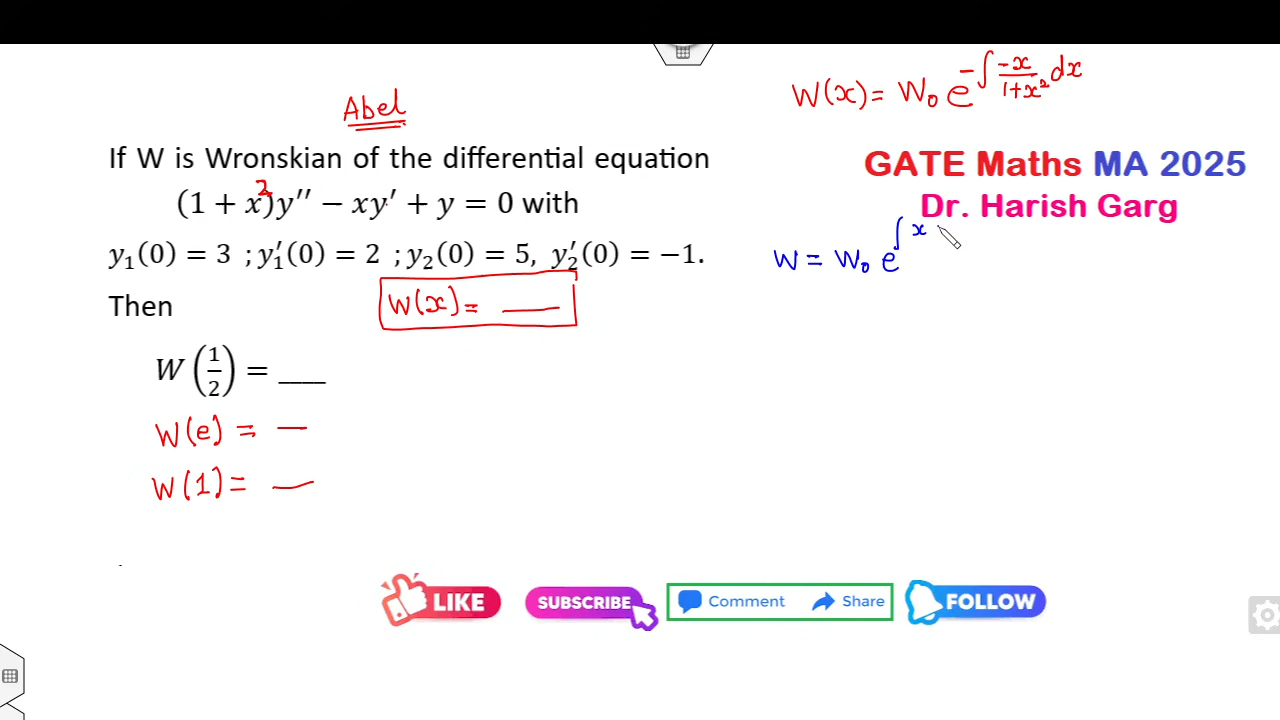 W(x) = W₀ e^{-∫ -x/(1+x²) dx}
Abel
If W is Wronskian of the differential equation
(1 + x²)y′′ − xy′ + y = 0 with
y₁(0) = 3 ; y₁′(0) = 2 ; y₂(0) = 5, y₂′(0) = −1.
Then
W(x) = ___
W(1/2) = ____
W(e) = —
W(1) = —
GATE Maths MA 2025
Dr. Harish Garg
W = W₀ e^{∫ x
LIKE
SUBSCRIBE
Comment
Share
FOLLOW